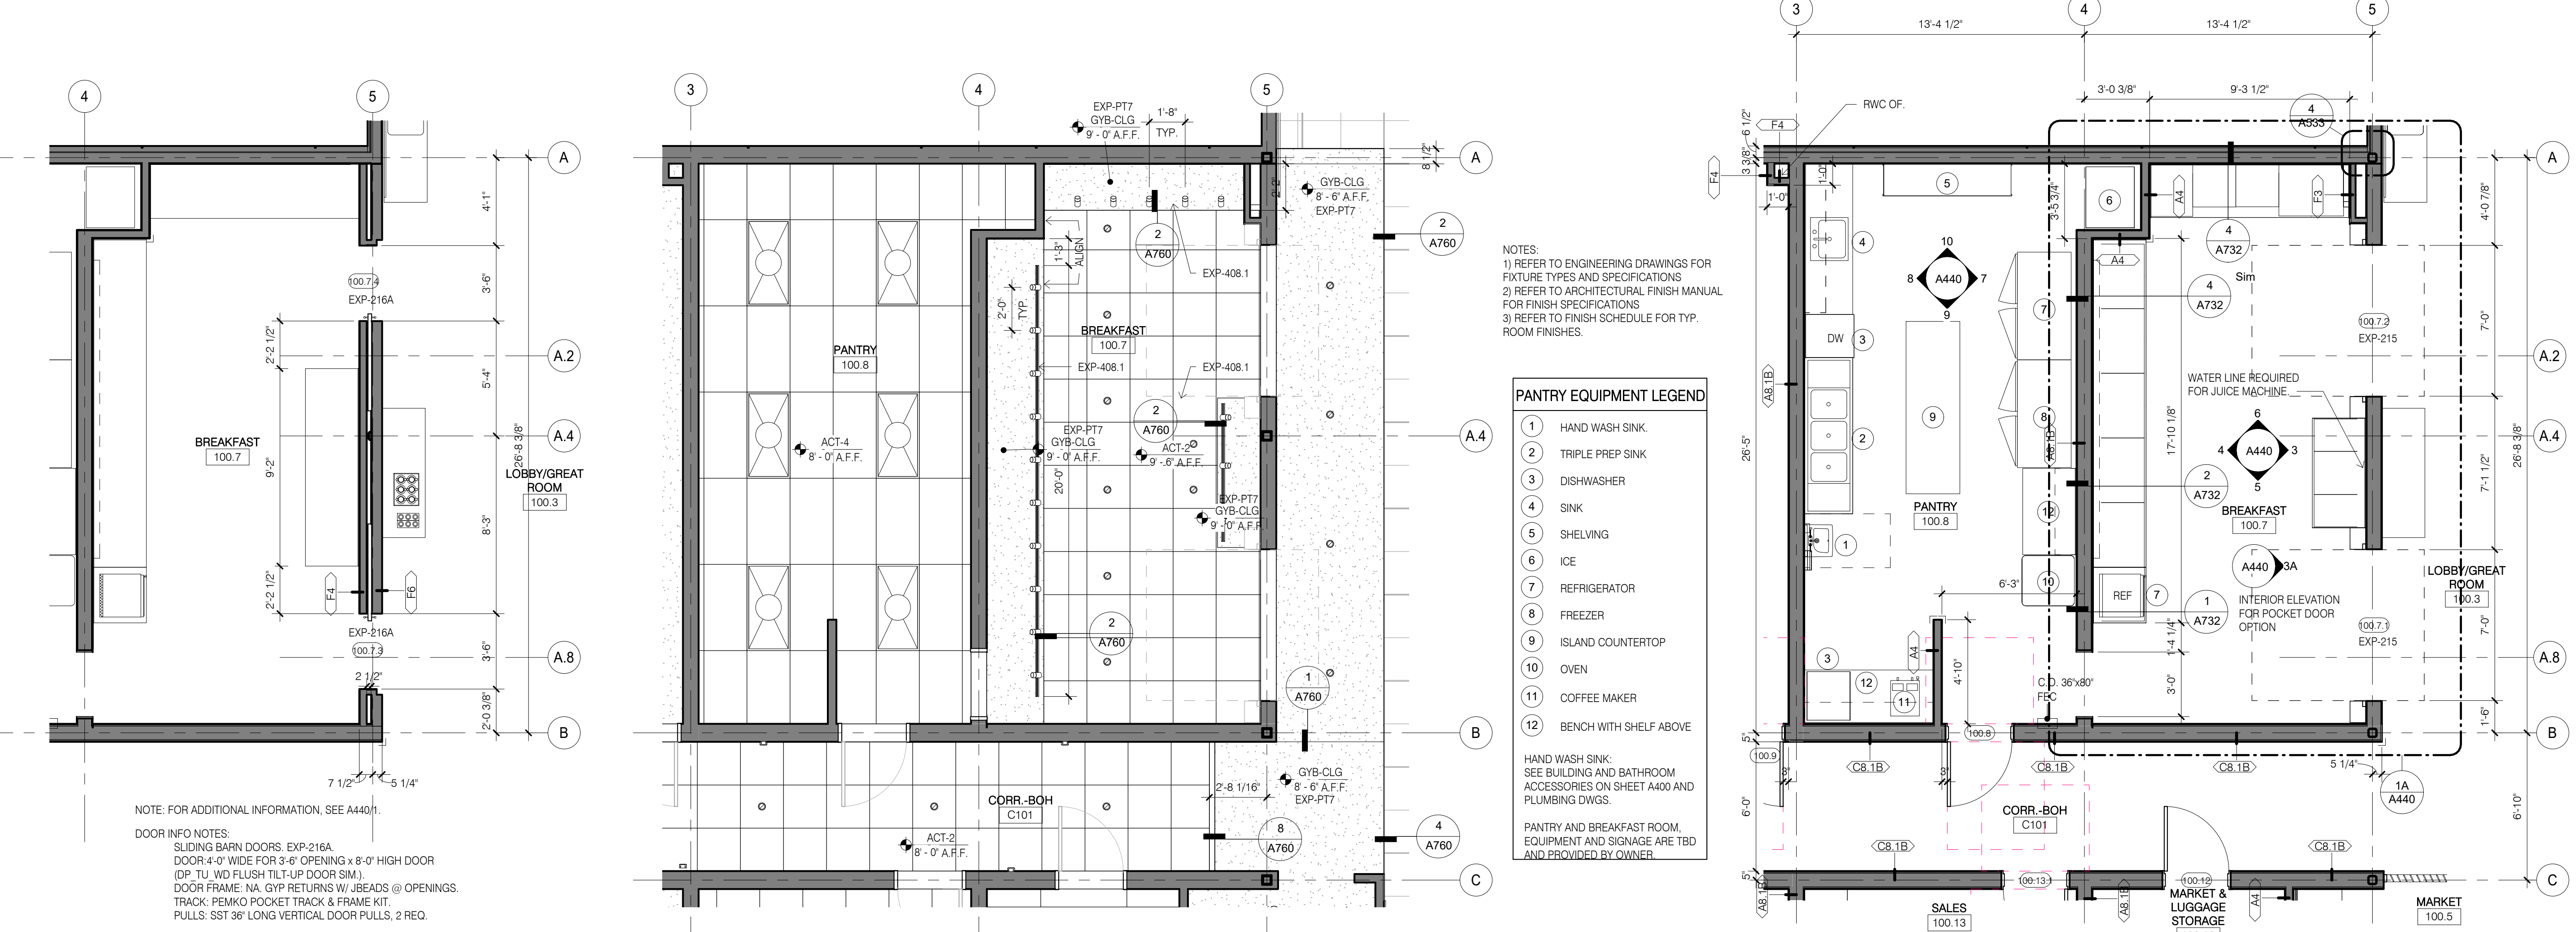 4
5
A
A.2
A.4
A.8
B
4'-1"
3'-6"
5'-4"
8'-3"
3'-6"
2'-0 3/8"
26'-8 3/8"
2'-2 1/2"
9'-2"
2'-2 1/2"
100.7.4
EXP-216A
BREAKFAST
100.7
LOBBY/GREAT
ROOM
100.3
F4
F6
EXP-216A
100.7.3
2 1/2"
7 1/2"
5 1/4"
NOTE: FOR ADDITIONAL INFORMATION, SEE A440/1.
DOOR INFO NOTES:
SLIDING BARN DOORS. EXP-216A.
DOOR:4'-0" WIDE FOR 3'-6" OPENING x 8'-0" HIGH DOOR
(DP_TU_WD FLUSH TILT-UP DOOR SIM.).
DOOR FRAME: NA. GYP RETURNS W/ JBEADS @ OPENINGS.
TRACK: PEMKO POCKET TRACK & FRAME KIT.
PULLS: SST 36" LONG VERTICAL DOOR PULLS, 2 REQ.
3
4
5
A
A.4
B
C
EXP-PT7
GYB-CLG
9' - 0" A.F.F.
1'-8"
TYP.
8 1/2"
2'-2"
GYB-CLG
8' - 6" A.F.F.
EXP-PT7
2
A760
2
A760
ALIGN
1'-3"
EXP-408.1
2'-0"
TYP.
BREAKFAST
100.7
PANTRY
100.8
EXP-408.1
EXP-408.1
2
A760
EXP-PT7
GYB-CLG
9' - 0" A.F.F.
ACT-2
9' - 6" A.F.F.
ACT-4
8' - 0" A.F.F.
20'-0"
EXP-PT7
GYB-CLG
9' - 0" A.F.F.
2
A760
1
A760
GYB-CLG
8' - 6" A.F.F.
EXP-PT7
2'-8 1/16"
CORR.-BOH
C101
ACT-2
8' - 0" A.F.F.
8
A760
4
A760
NOTES:
1) REFER TO ENGINEERING DRAWINGS FOR
FIXTURE TYPES AND SPECIFICATIONS
2) REFER TO ARCHITECTURAL FINISH MANUAL
FOR FINISH SPECIFICATIONS
3) REFER TO FINISH SCHEDULE FOR TYP.
ROOM FINISHES.
PANTRY EQUIPMENT LEGEND
1 HAND WASH SINK.
2 TRIPLE PREP SINK
3 DISHWASHER
4 SINK
5 SHELVING
6 ICE
7 REFRIGERATOR
8 FREEZER
9 ISLAND COUNTERTOP
10 OVEN
11 COFFEE MAKER
12 BENCH WITH SHELF ABOVE
HAND WASH SINK:
SEE BUILDING AND BATHROOM
ACCESSORIES ON SHEET A400 AND
PLUMBING DWGS.
PANTRY AND BREAKFAST ROOM,
EQUIPMENT AND SIGNAGE ARE TBD
AND PROVIDED BY OWNER.
3
4
5
13'-4 1/2"
13'-4 1/2"
3'-0 3/8"
9'-3 1/2"
RWC OF.
4
A533
6 1/2"
3 3/8"
F4
F4
1'-0"
1'-0"
5
6
3'-5 3/4"
A4
F3
A4
4
A732
Sim
4
A732
4
10
8
A440
7
9
7
DW
3
100.7.2
EXP-215
WATER LINE REQUIRED
FOR JUICE MACHINE.
A8.1B
26'-5"
9
8
A8.1B
2
17'-10 1/8"
6
4
A440
3
5
2
A732
PANTRY
100.8
12
BREAKFAST
100.7
1
10
6'-3"
REF
7
A440
3A
INTERIOR ELEVATION
FOR POCKET DOOR
OPTION
1
A732
LOBBY/GREAT
ROOM
100.3
100.7.1
EXP-215
A4
4'-10"
1'-4 1/4"
3'-0"
3
12
11
C.O. 36"x80"
FEC
100.8
100.9
5"
3"
3"
C8.1B
C8.1B
C8.1B
5 1/4"
1A
A440
6'-0"
CORR.-BOH
C101
C8.1B
C8.1B
5"
100.13.1
100.12
A8.1B
A8.1B
A4
SALES
100.13
MARKET &
LUGGAGE
STORAGE
MARKET
100.5
A
A.2
A.4
A.8
B
C
4'-0 7/8"
7'-0"
7'-1 1/2"
7'-0"
1'-6"
26'-8 3/8"
6'-10"